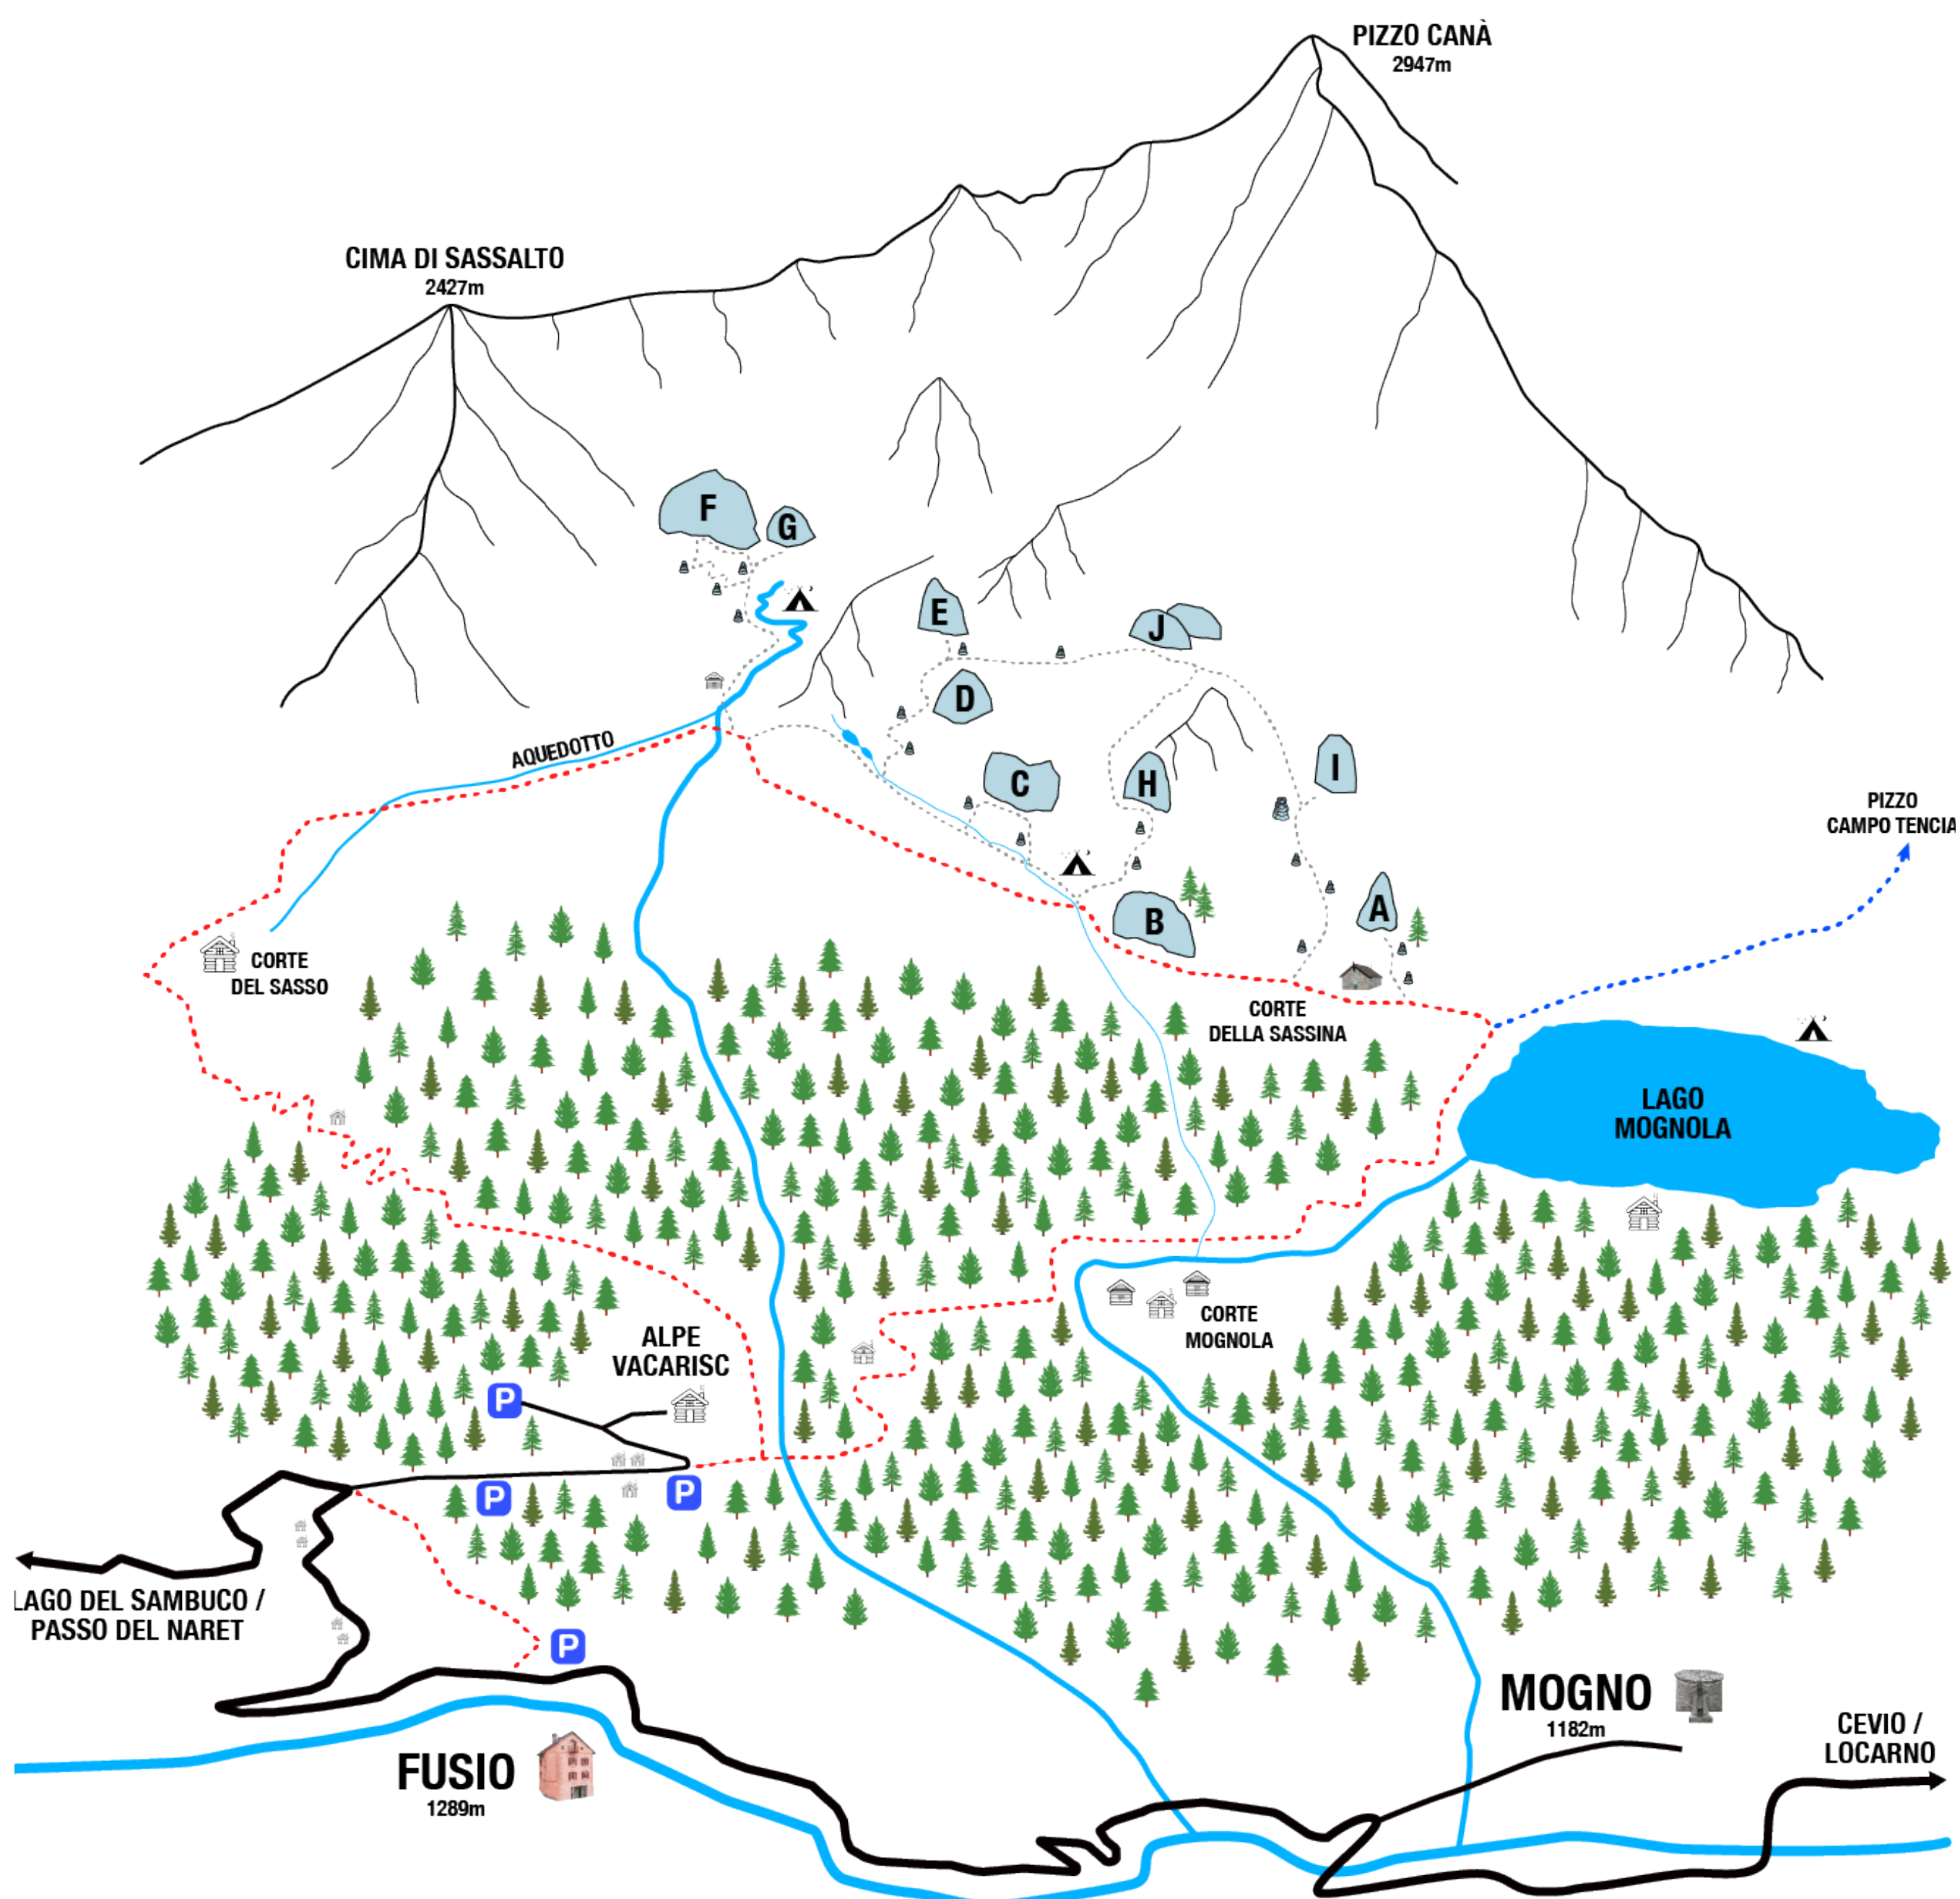 PIZZO CANÀ
2947m
CIMA DI SASSALTO
2427m
F
G
E
J
D
AQUEDOTTO
C
H
I
PIZZO
CAMPO TENCIA
A
B
CORTE
DEL SASSO
CORTE
DELLA SASSINA
LAGO
MOGNOLA
CORTE
MOGNOLA
ALPE
VACARISC
P
P
P
LAGO DEL SAMBUCO /
PASSO DEL NARET
P
MOGNO
1182m
CEVIO /
LOCARNO
FUSIO
1289m